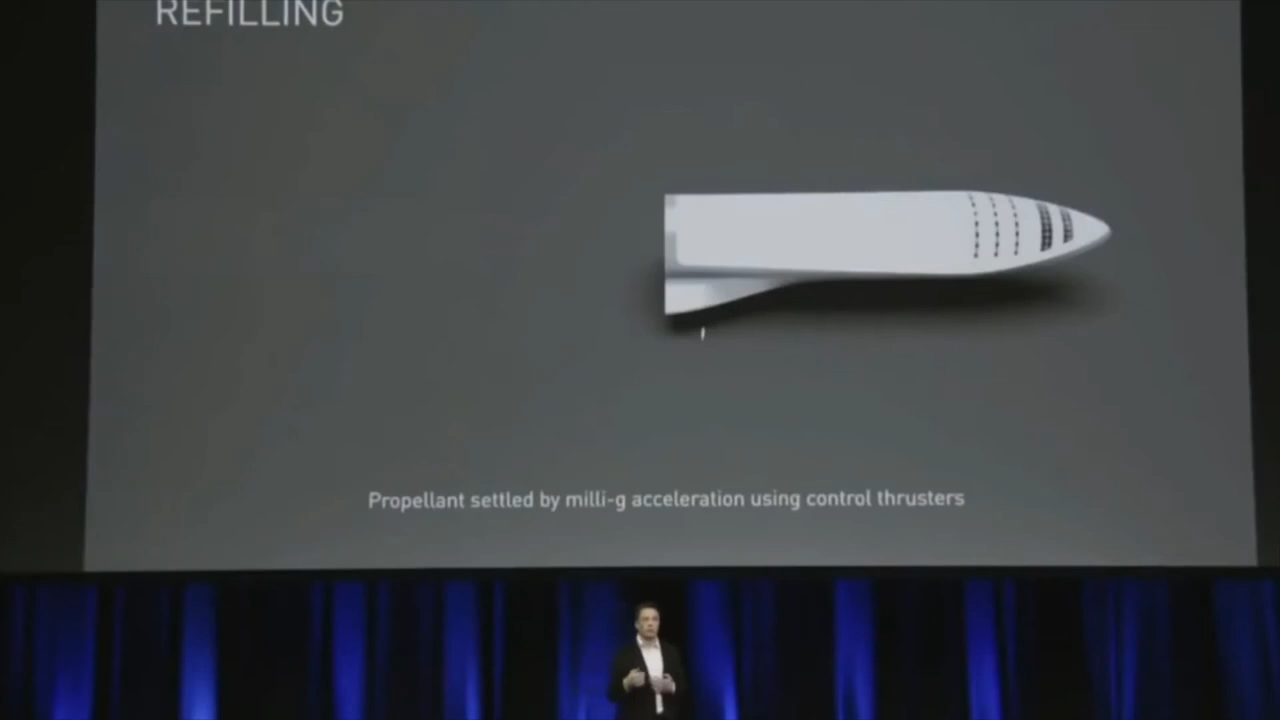 REFILLING
Propellant settled by milli-g acceleration using control thrusters